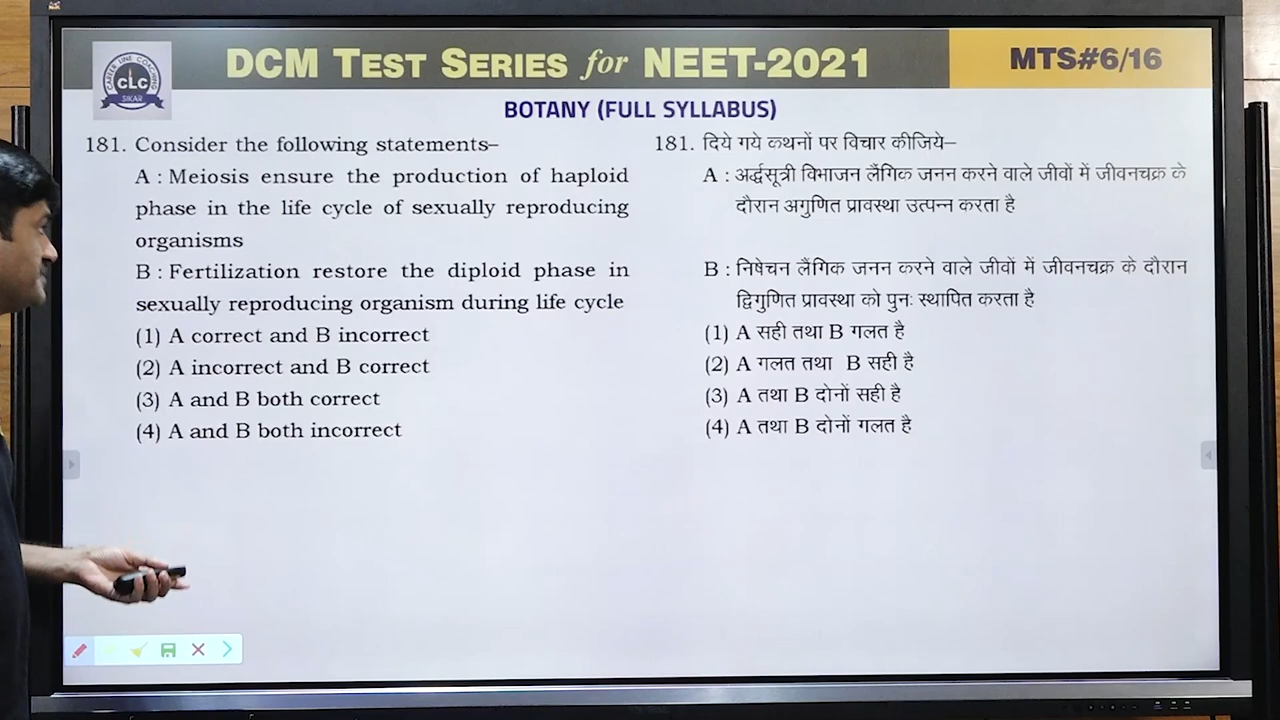 CAREER LINE COACHING
CLC
SIKAR
DCM TEST SERIES for NEET-2021
MTS#6/16
BOTANY (FULL SYLLABUS)
181. Consider the following statements–
A : Meiosis ensure the production of haploid
phase in the life cycle of sexually reproducing
organisms
B : Fertilization restore the diploid phase in
sexually reproducing organism during life cycle
(1) A correct and B incorrect
(2) A incorrect and B correct
(3) A and B both correct
(4) A and B both incorrect
181. दिये गये कथनों पर विचार कीजिये–
A : अर्द्धसूत्री विभाजन लैंगिक जनन करने वाले जीवों में जीवनचक्र के
दौरान अगुणित प्रावस्था उत्पन्न करता है
B : निषेचन लैंगिक जनन करने वाले जीवों में जीवनचक्र के दौरान
द्विगुणित प्रावस्था को पुनः स्थापित करता है
(1) A सही तथा B गलत है
(2) A गलत तथा B सही है
(3) A तथा B दोनों सही है
(4) A तथा B दोनों गलत है